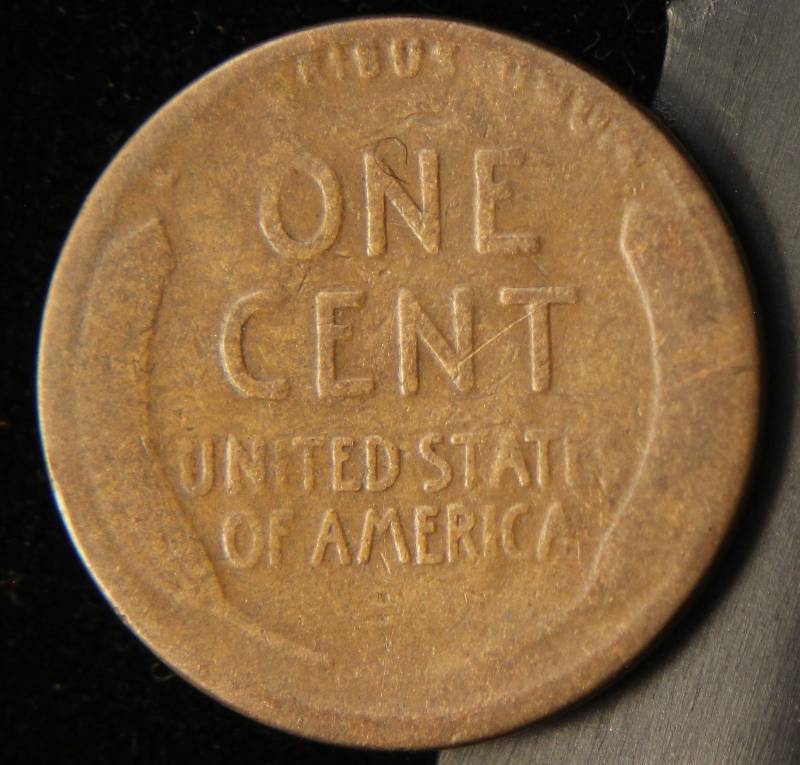 ONE
CENT
UNITED STATE
OF AMERICA